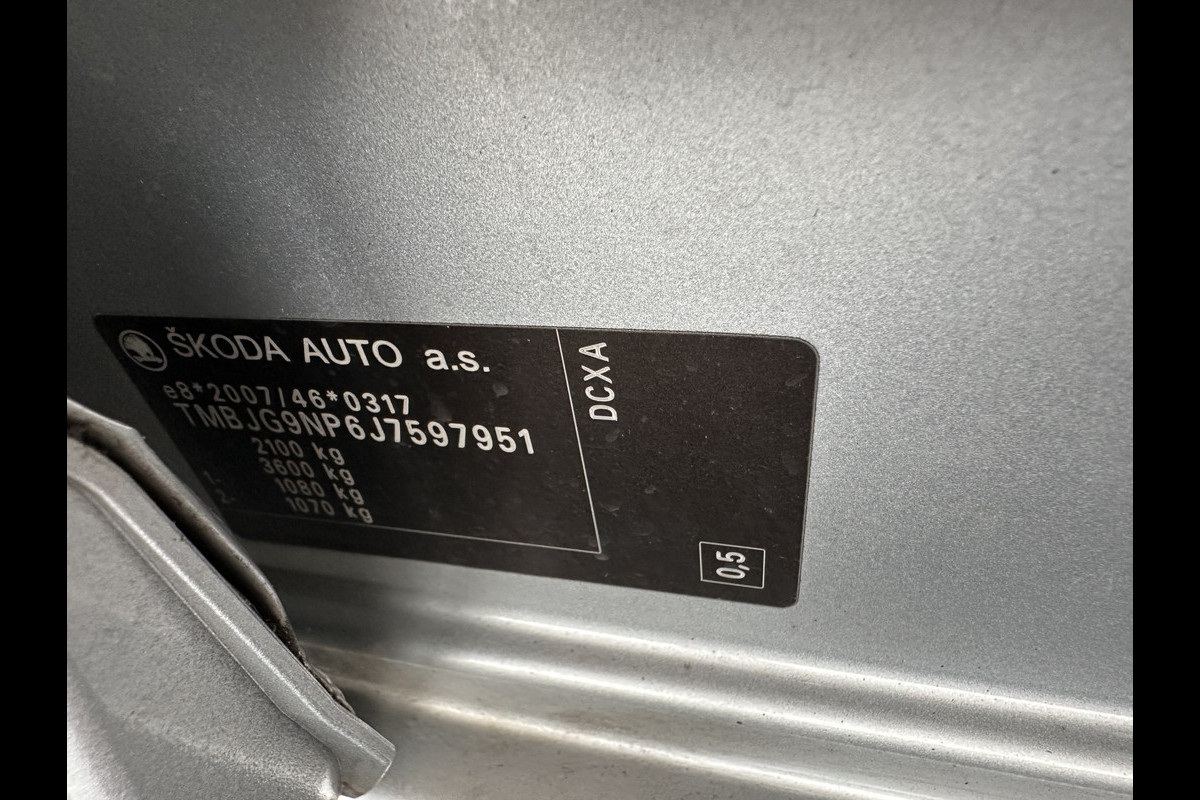 ŠKODA AUTO a.s.
e8*2007/46*0317
TMBJG9NP6J7597951
2100 kg
3600 kg
1- 1080 kg
2- 1070 kg
DCXA
0,5